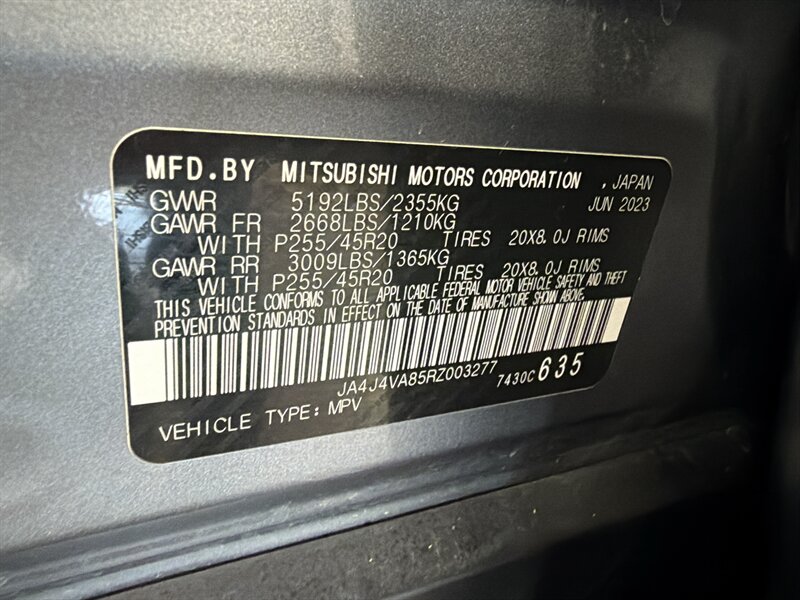 MFD.BY MITSUBISHI MOTORS CORPORATION , JAPAN
GVWR 5192LBS/2355KG JUN 2023
GAWR FR 2668LBS/1210KG
WITH P255/45R20 TIRES 20X8.0J RIMS
GAWR RR 3009LBS/1365KG
WITH P255/45R20 TIRES 20X8.0J RIMS
THIS VEHICLE CONFORMS TO ALL APPLICABLE FEDERAL MOTOR VEHICLE SAFETY AND THEFT
PREVENTION STANDARDS IN EFFECT ON THE DATE OF MANUFACTURE SHOWN ABOVE.
JA4J4VA85RZ003277 7430C 635
VEHICLE TYPE: MPV